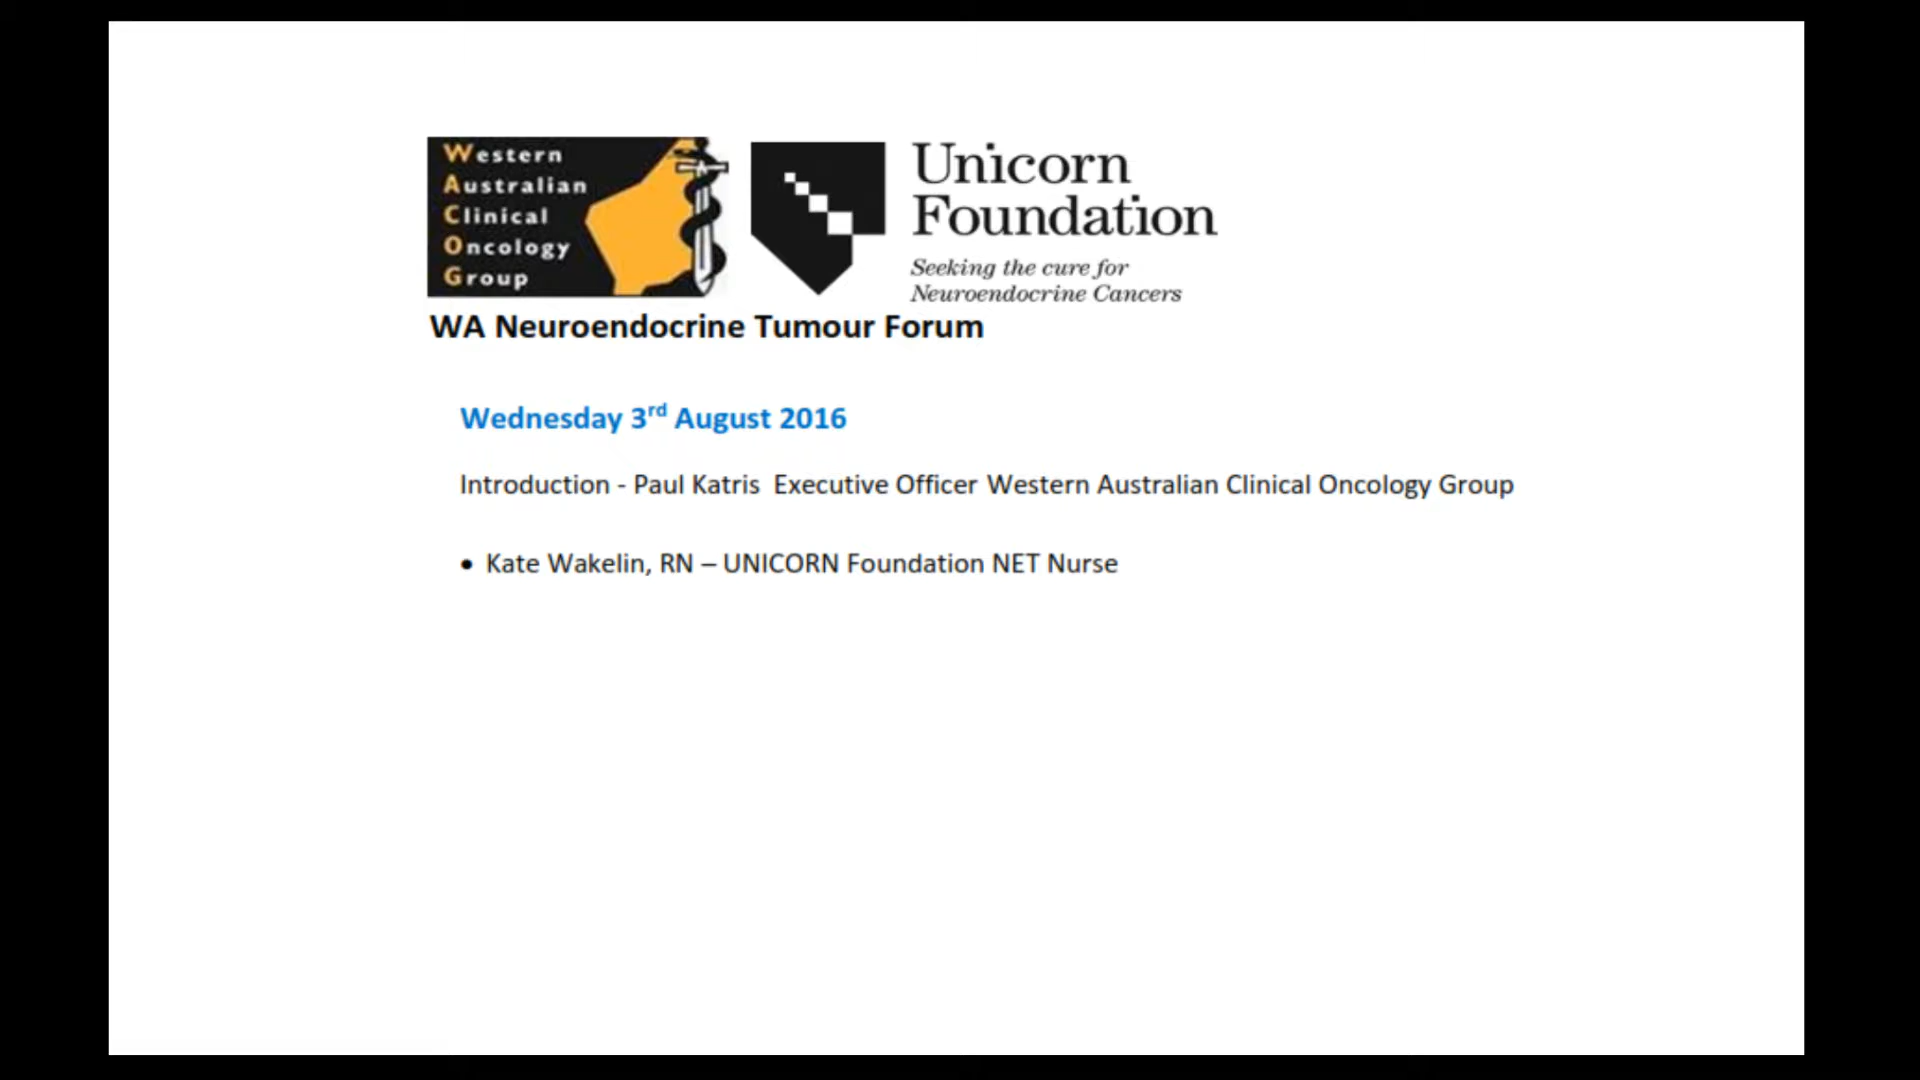 Western
Australian
Clinical
Oncology
Group
Unicorn
Foundation
Seeking the cure for
Neuroendocrine Cancers
WA Neuroendocrine Tumour Forum
Wednesday 3rd August 2016
Introduction - Paul Katris  Executive Officer Western Australian Clinical Oncology Group
• Kate Wakelin, RN – UNICORN Foundation NET Nurse